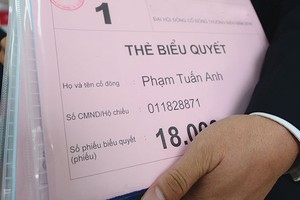 1
THẺ BIỂU QUYẾT
Họ và tên cổ đông: Phạm Tuấn Anh
Số CMND/Hộ chiếu: 011828871
Số phiếu biểu quyết
(phiếu)
18.00